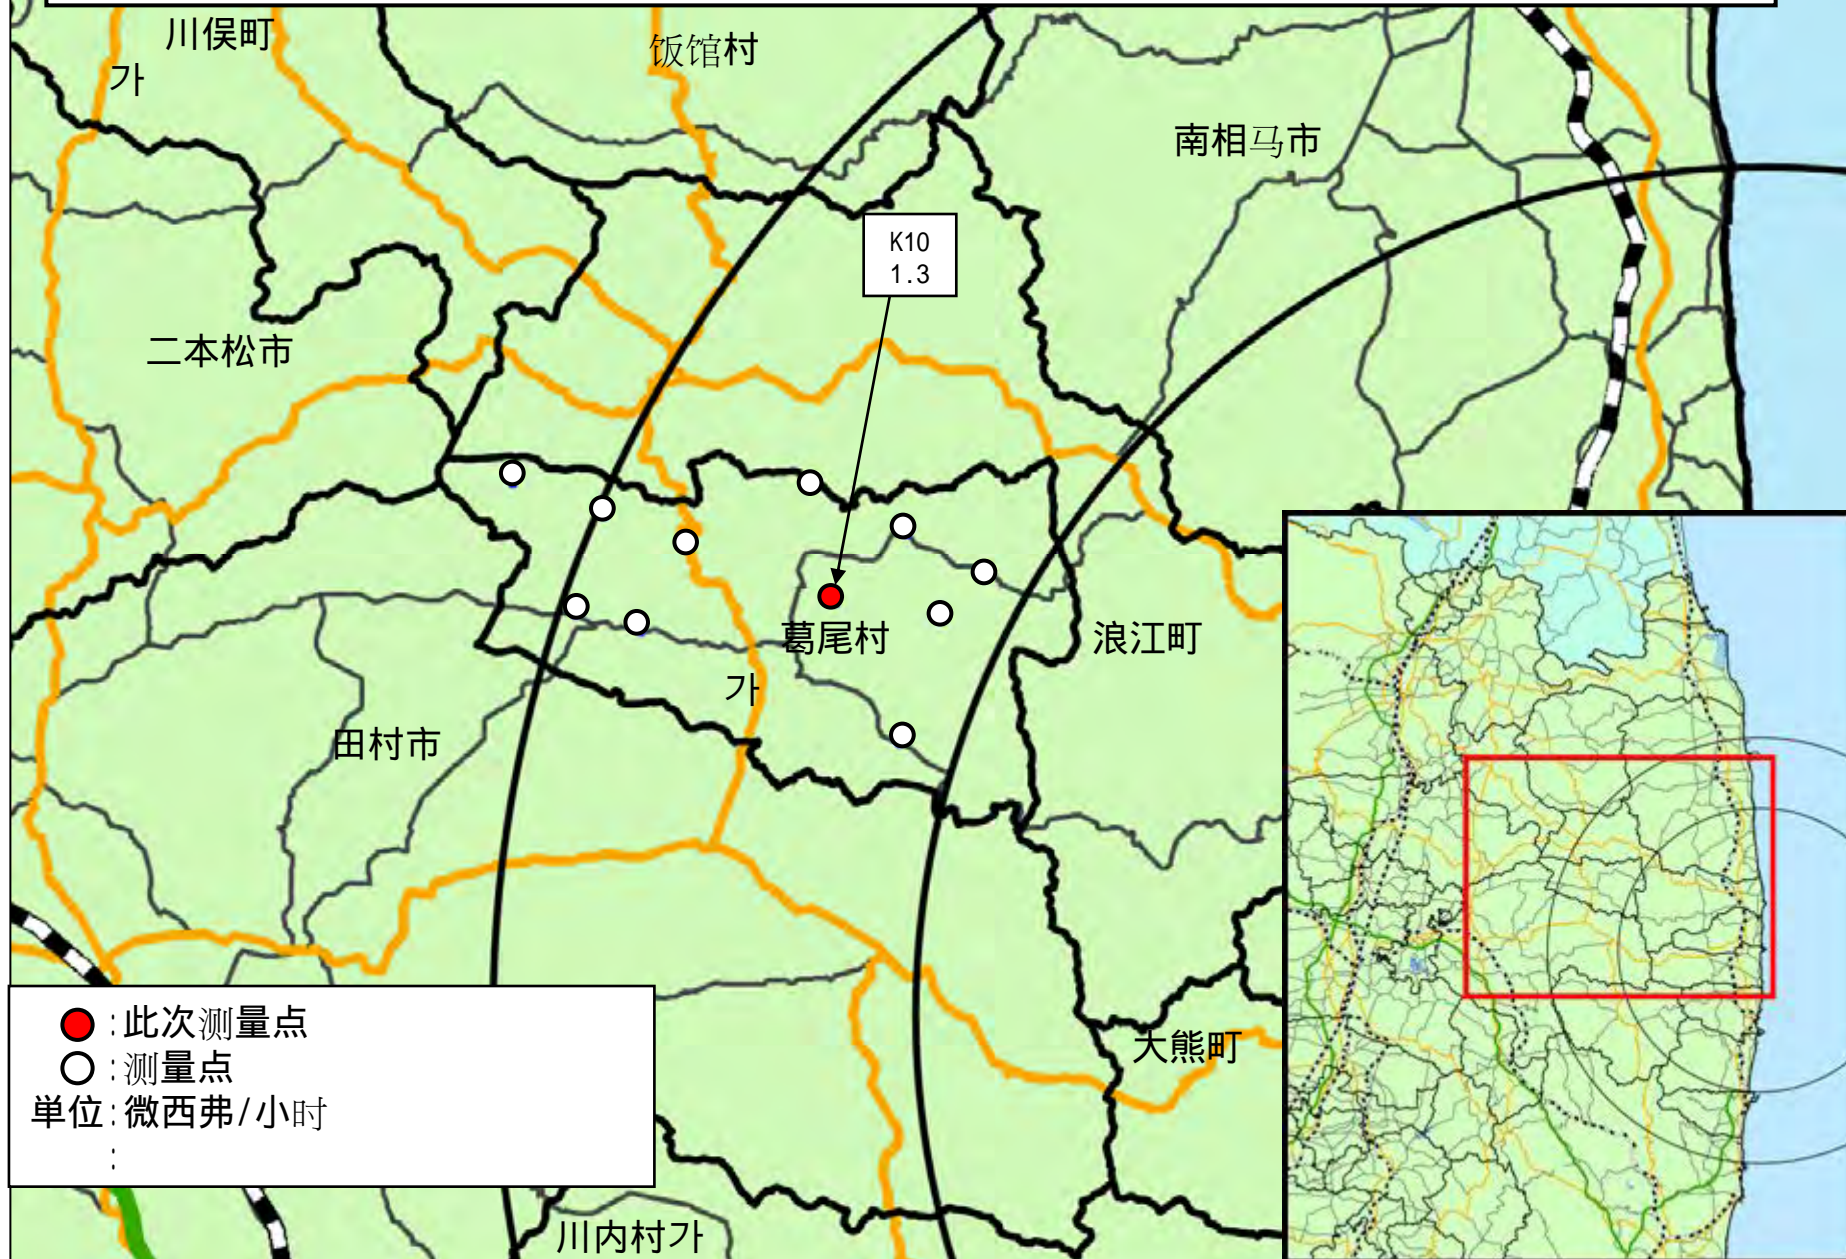 川俣町
饭馆村
가
南相马市
K10
1.3
二本松市
葛尾村
浪江町
가
田村市
:此次测量点
:测量点
単位:微西弗/小时
:
大熊町
川内村가